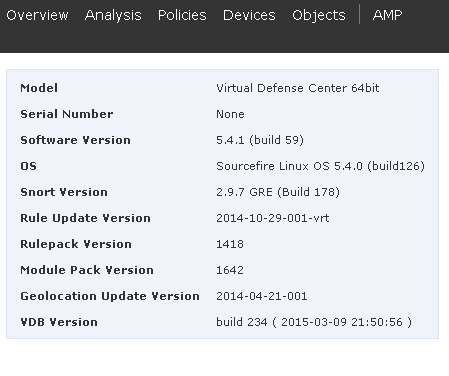 Overview Analysis Policies Devices Objects AMP
Model Virtual Defense Center 64bit
Serial Number None
Software Version 5.4.1 (build 59)
OS Sourcefire Linux OS 5.4.0 (build126)
Snort Version 2.9.7 GRE (Build 178)
Rule Update Version 2014-10-29-001-vrt
Rulepack Version 1418
Module Pack Version 1642
Geolocation Update Version 2014-04-21-001
VDB Version build 234 ( 2015-03-09 21:50:56 )